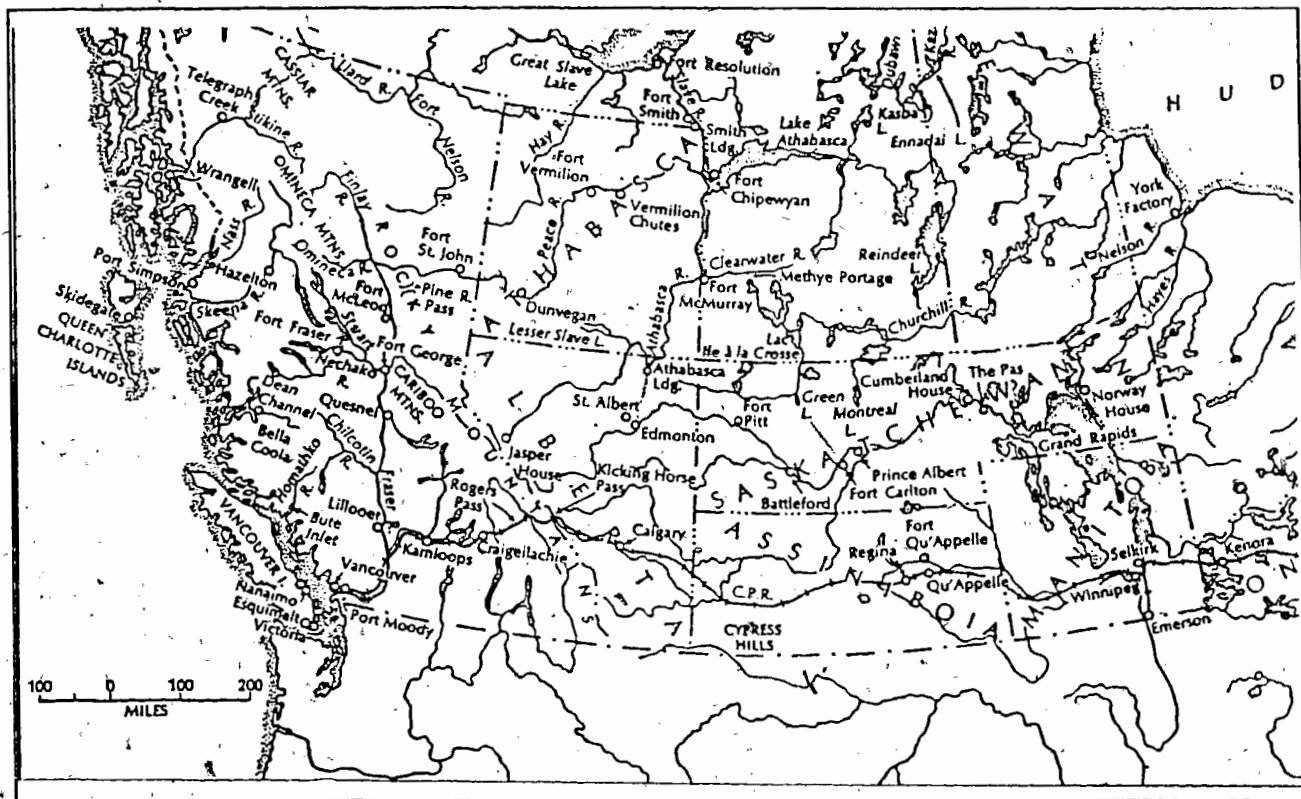 CASSIAR
MTNS.
Liard R.
Great Slave
Lake
Fort Resolution
Slave R.
Dubawnt
Kaz
R.
H U D
Telegraph
Creek
Stikine R.
Fort
Nelson
R.
Hay R.
Fort
Smith
Smith
Ldg.
Lake
Athabasca
Kasba
L.
Ennadai L.
Wrangell
OMINECA
MTNS
Finlay
R.
Fort
Vermilion
Vermilion
Chutes
Fort
Chipewyan
York
Factory
Nass R.
Peace R.
A T H A B A S C A
Fort
St. John
Reindeer
L.
Nelson R.
Hayes R.
Port Simpson
Hazelton
Omineca R.
Fort
McLeod
Pine R.
Pass
Dunvegan
Clearwater R.
Methye Portage
Fort
McMurray
Athabasca R.
Skidegate
QUEEN
CHARLOTTE
ISLANDS
Skeena R.
Fort Fraser
Stuart
R.
Fort George
Lesser Slave L.
Churchill R.
Lac
Ile à la Crosse
Nechako
R.
CARIBOO
MTNS.
Athabasca
Ldg.
Green
L.
Cumberland
House
The Pas
Norway
House
Dean
Channel
Quesnel
St. Albert
Edmonton
Fort
Pitt
Montreal
L.
Grand Rapids
Bella
Coola
Chilcotin
R.
Jasper
House
A L B E R T A
S A S K A T C H E W A N
Homathko
R.
Fraser R.
Rogers
Pass
Kicking Horse
Pass
Battleford
Prince Albert
Fort Carlton
VANCOUVER I.
Bute
Inlet
Lillooet
Kamloops
Craigellachie
Calgary
Fort
Qu'Appelle
Regina
Qu'Appelle
A S S I N I B O I A
M A N I T O B A
Selkirk
Kenora
Winnipeg
Vancouver
C.P.R.
Nanaimo
Esquimalt
Victoria
Port Moody
CYPRESS
HILLS
Emerson
100 0 100 200
MILES